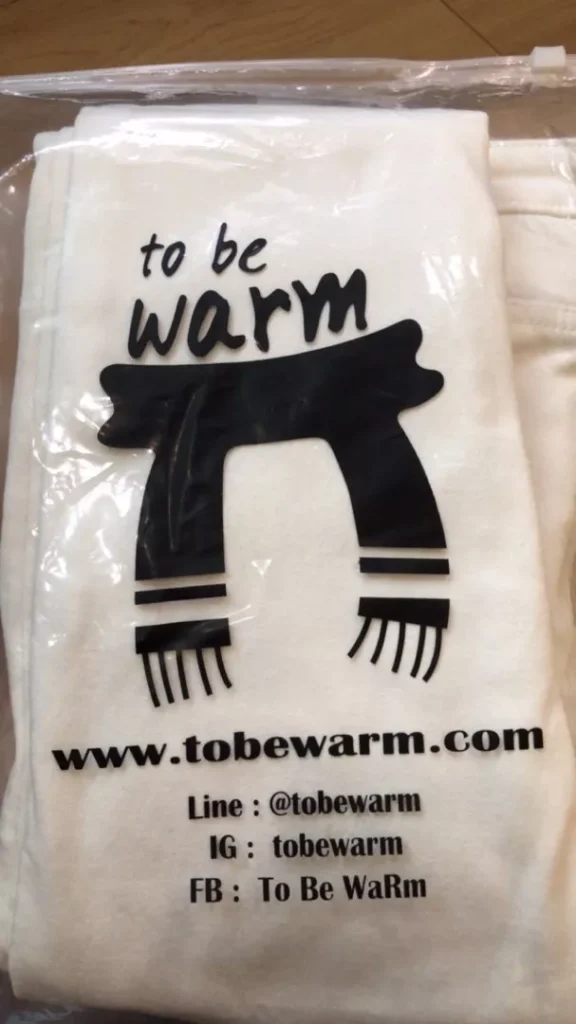 to be
warm
www.tobewarm.com
Line : @tobewarm
IG : tobewarm
FB : To Be WaRm